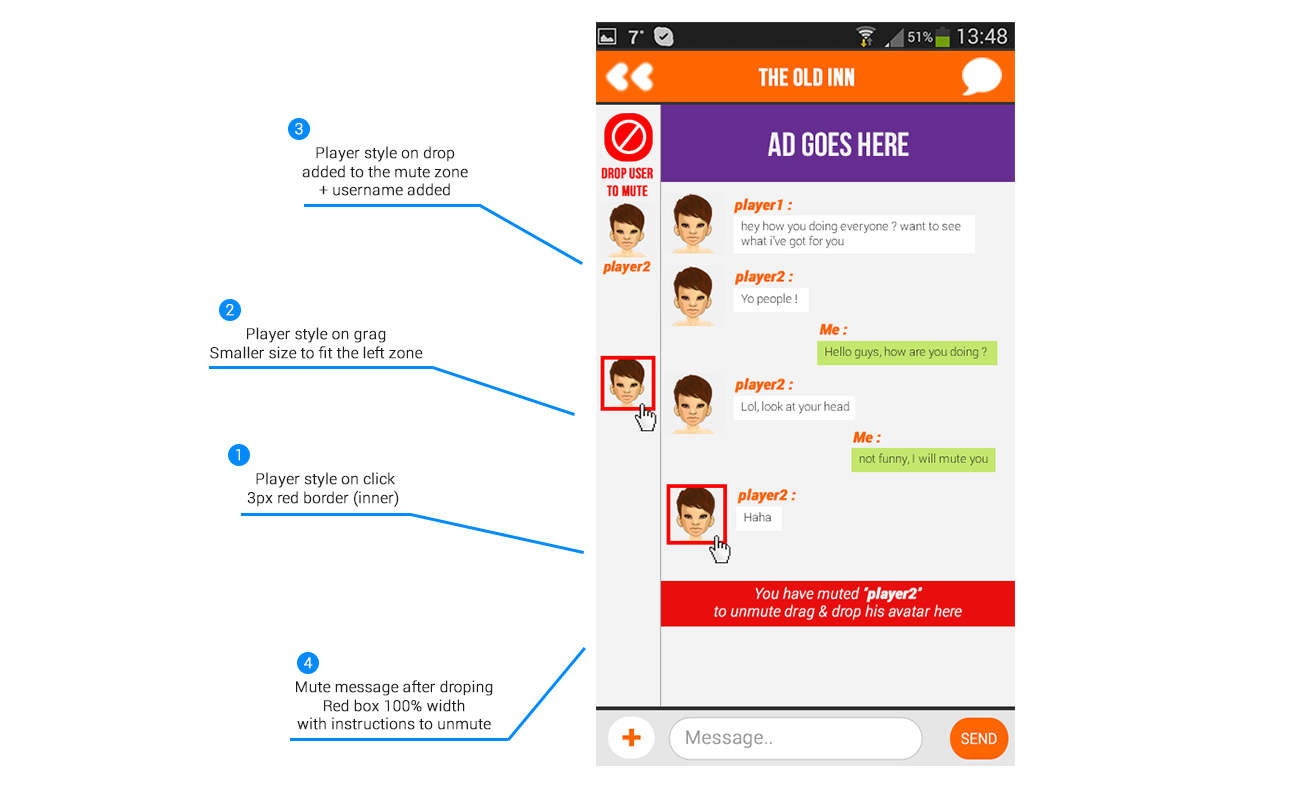 3
Player style on drop
added to the mute zone
+ username added
2
Player style on grag
Smaller size to fit the left zone
1
Player style on click
3px red border (inner)
4
Mute message after droping
Red box 100% width
with instructions to unmute
7° 51% 13:48
THE OLD INN
DROP USER
TO MUTE
player2
AD GOES HERE
player1 :
hey how you doing everyone ? want to see
what i've got for you
player2 :
Yo people !
Me :
Hello guys, how are you doing ?
player2 :
Lol, look at your head
Me :
not funny, I will mute you
player2 :
Haha
You have muted "player2"
to unmute drag & drop his avatar here
+ Message.. SEND